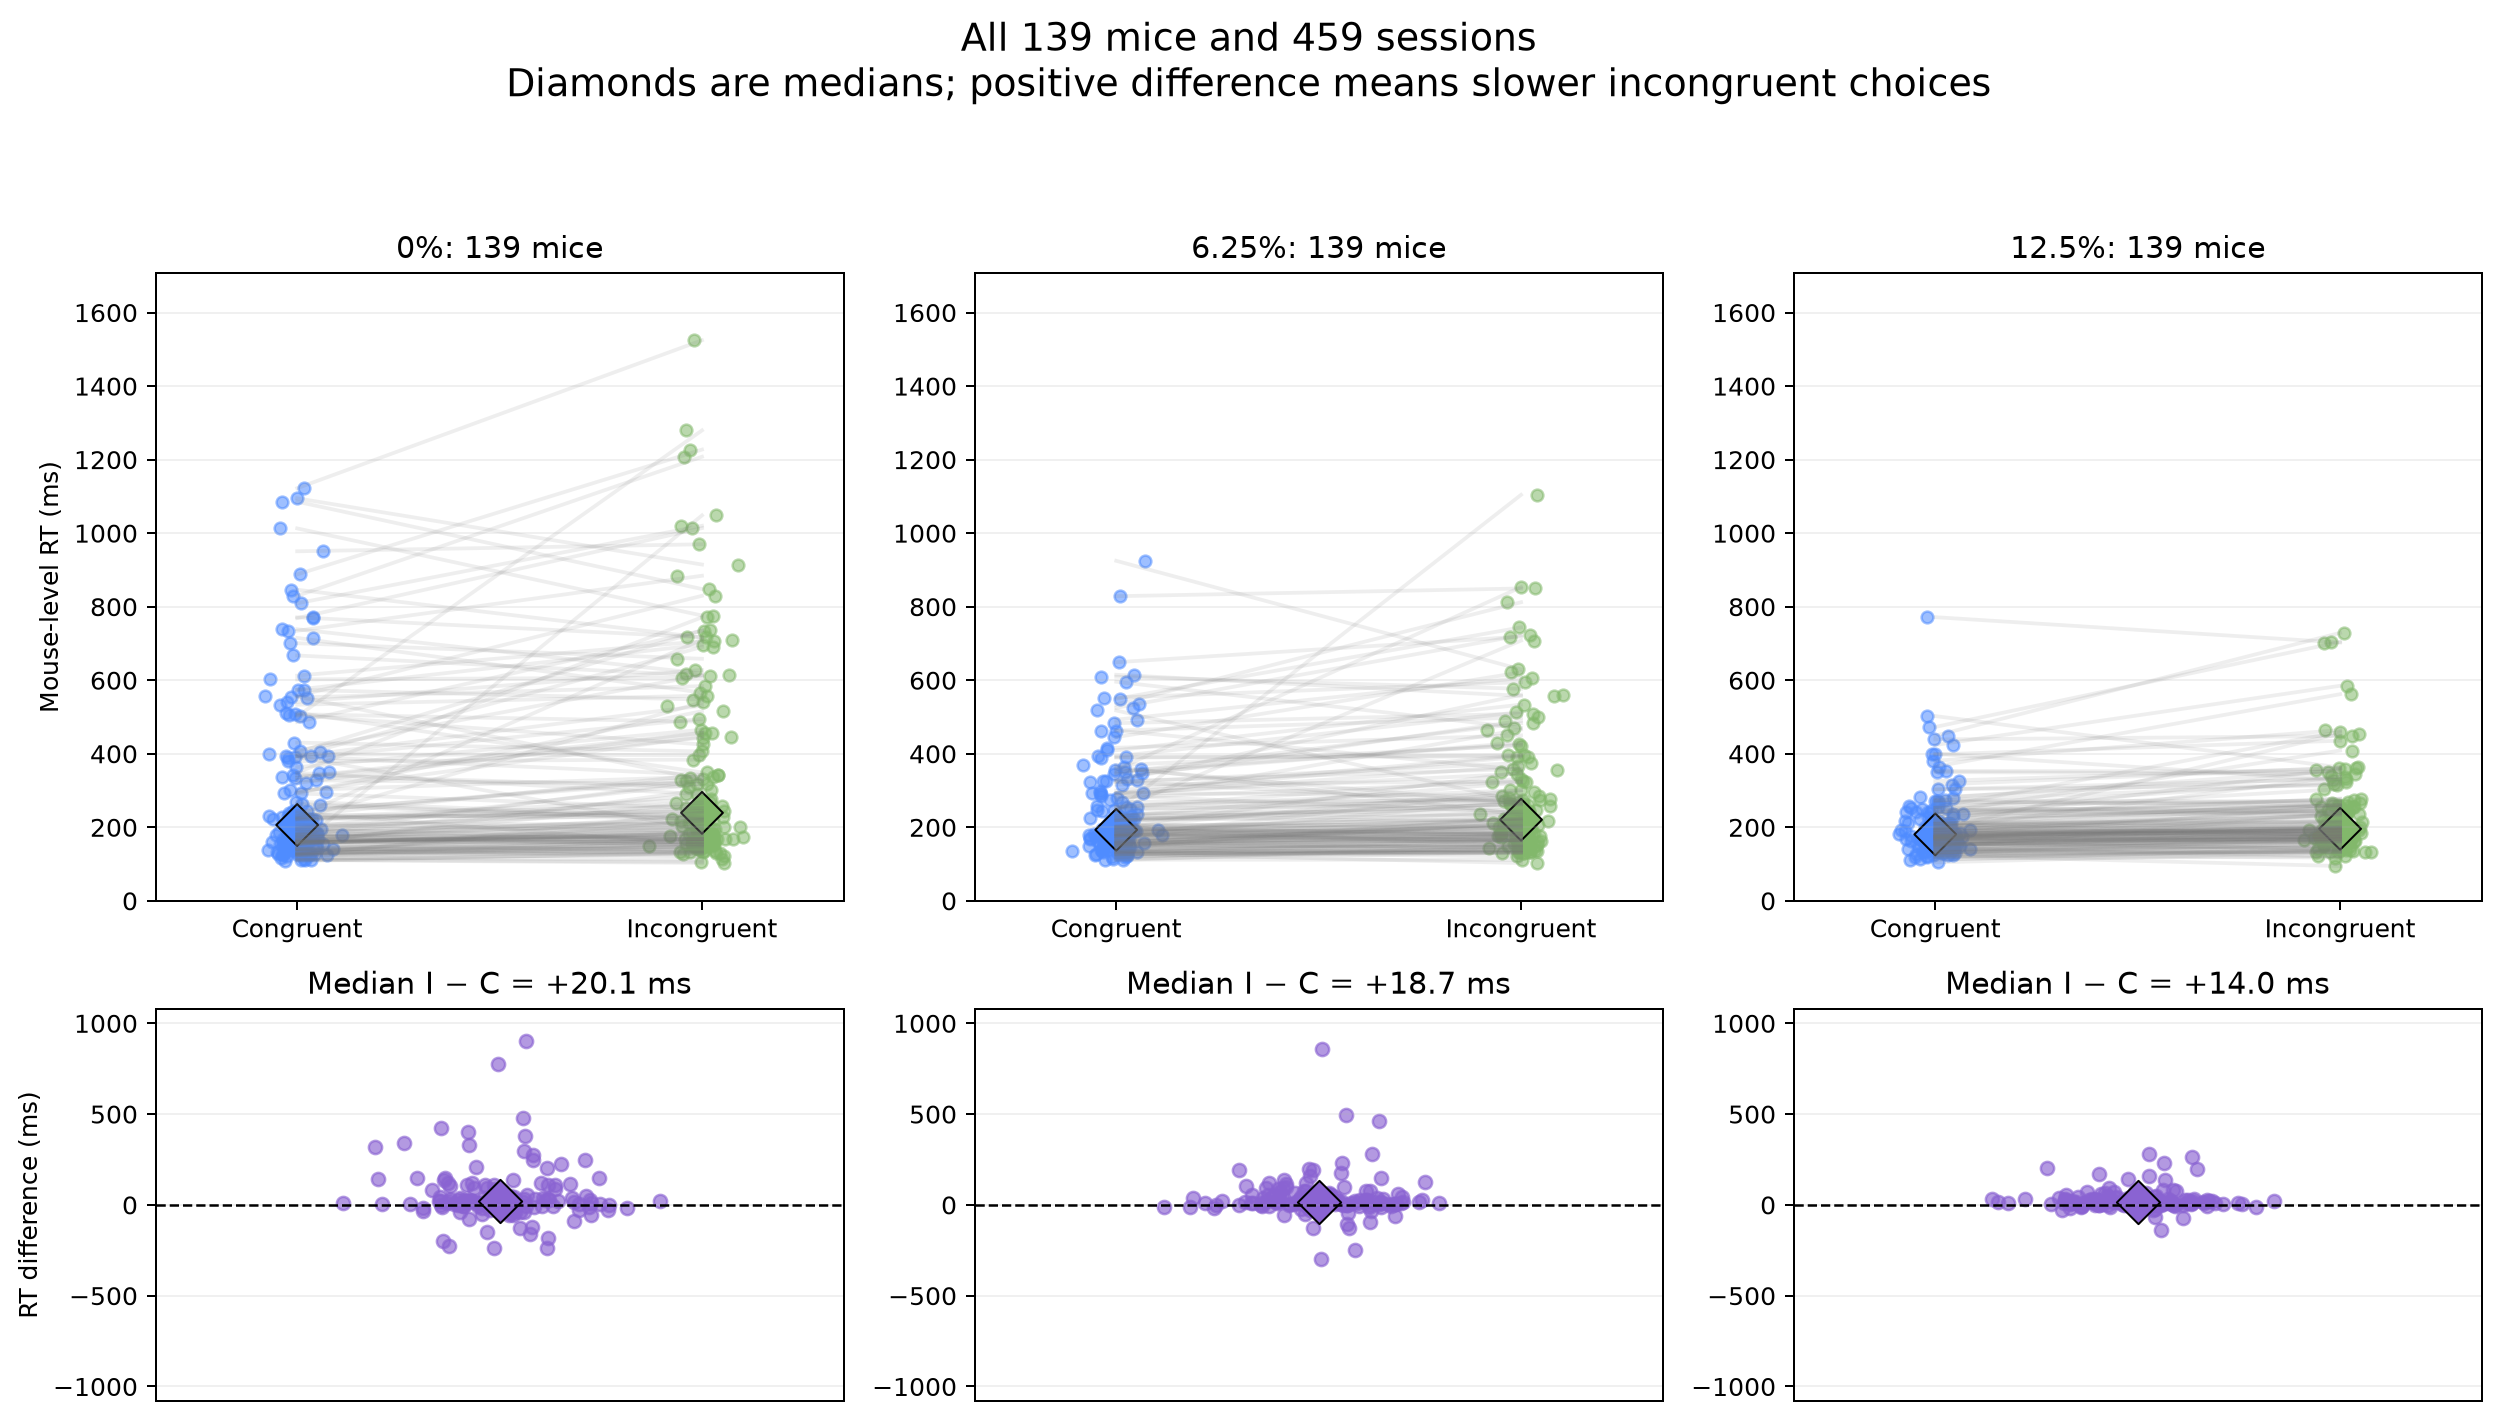 All 139 mice and 459 sessions
Diamonds are medians; positive difference means slower incongruent choices
0%: 139 mice
6.25%: 139 mice
12.5%: 139 mice
Mouse-level RT (ms)
1600
1400
1200
1000
800
600
400
200
0
Congruent
Incongruent
1600
1400
1200
1000
800
600
400
200
0
Congruent
Incongruent
1600
1400
1200
1000
800
600
400
200
0
Congruent
Incongruent
Median I − C = +20.1 ms
Median I − C = +18.7 ms
Median I − C = +14.0 ms
RT difference (ms)
1000
500
0
−500
−1000
1000
500
0
−500
−1000
1000
500
0
−500
−1000